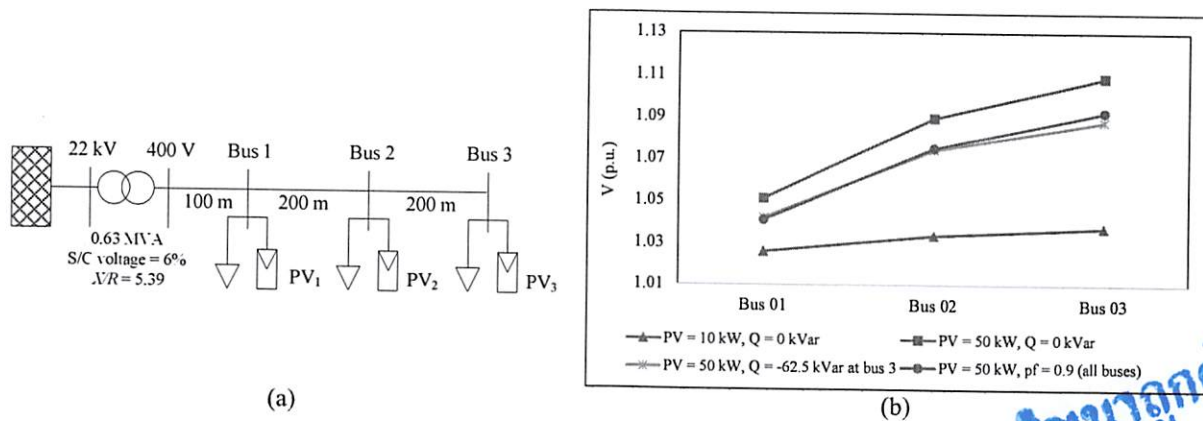 22 kV
400 V
Bus 1
Bus 2
Bus 3
100 m
200 m
200 m
0.63 MVA
S/C voltage = 6%
X/R = 5.39
PV1
PV2
PV3
(a)
1.13
1.11
1.09
1.07
1.05
1.03
1.01
V (p.u.)
Bus 01
Bus 02
Bus 03
PV = 10 kW, Q = 0 kVar
PV = 50 kW, Q = 0 kVar
PV = 50 kW, Q = -62.5 kVar at bus 3
PV = 50 kW, pf = 0.9 (all buses)
(b)